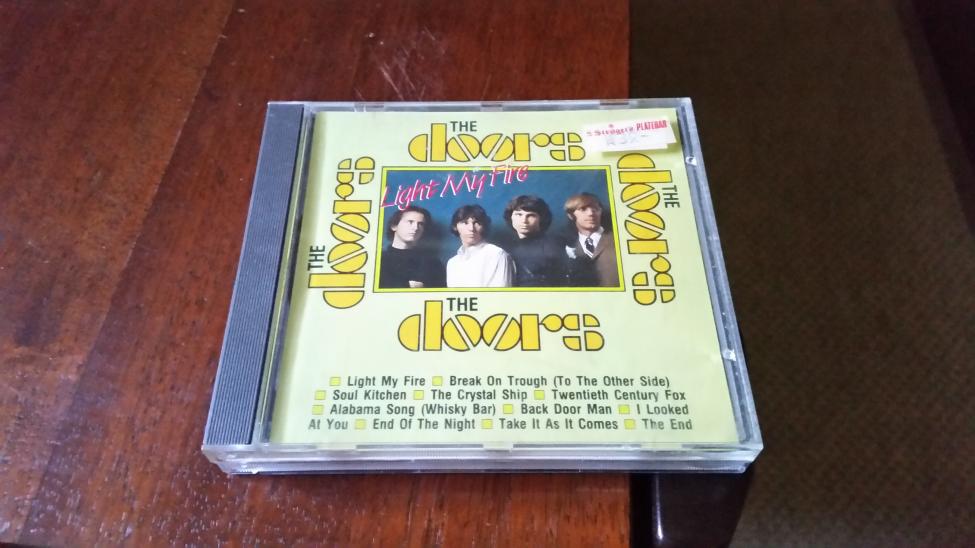 THE
doors
Strøget's PLATEBAR
THE
doors
Light My Fire
THE
doors
THE
doors
■ Light My Fire ■ Break On Trough (To The Other Side)
■ Soul Kitchen ■ The Crystal Ship ■ Twentieth Century Fox
■ Alabama Song (Whisky Bar) ■ Back Door Man ■ I Looked
At You ■ End Of The Night ■ Take It As It Comes ■ The End